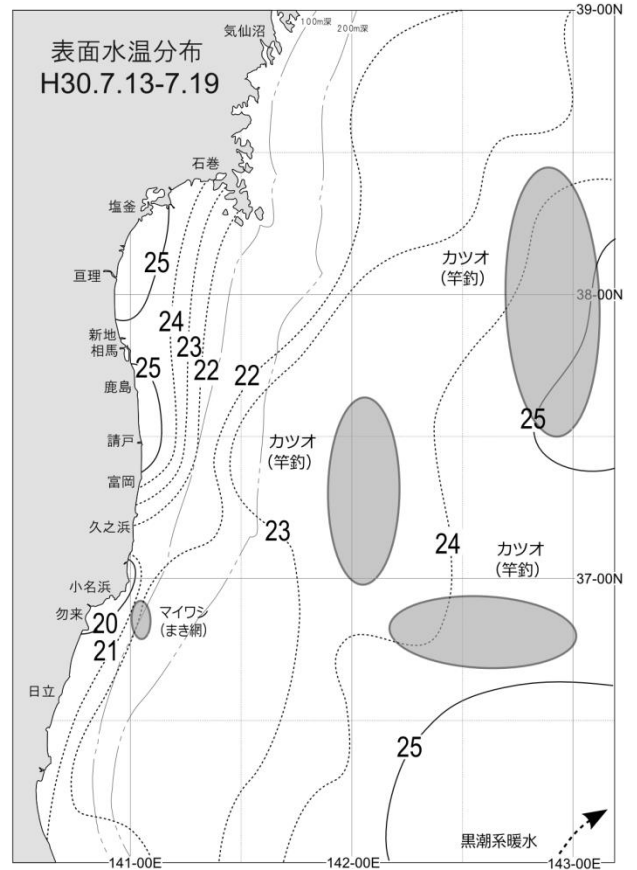 39-00N
気仙沼
100m深
200m深
表面水温分布
H30.7.13-7.19
石巻
塩釜
25
カツオ
(竿釣)
亘理
38-00N
24
新地
23
相馬
22
22
25
鹿島
25
カツオ
(竿釣)
請戸
富岡
久之浜
23
24
カツオ
(竿釣)
37-00N
小名浜
勿来
20
マイワシ
(まき網)
21
日立
25
黒潮系暖水
141-00E
142-00E
143-00E